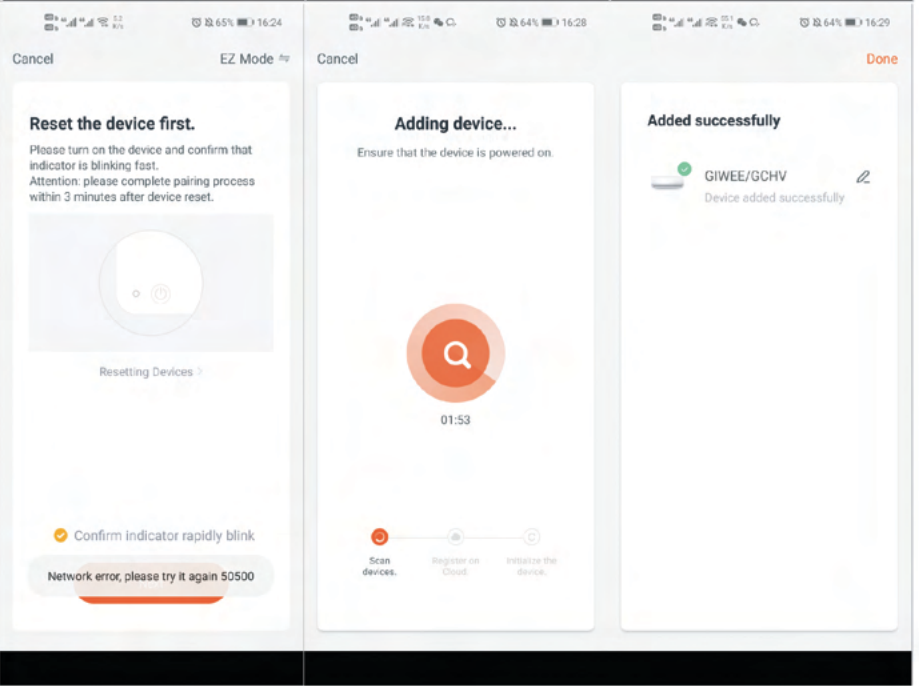 65% 16:24
Cancel
EZ Mode
Reset the device first.
Please turn on the device and confirm that
indicator is blinking fast.
Attention: please complete pairing process
within 3 minutes after device reset.
Resetting Devices >
Confirm indicator rapidly blink
Network error, please try it again 50500
64% 16:28
Cancel
Adding device...
Ensure that the device is powered on.
01:53
Scan
devices.
Register on
Cloud.
Initialize the
device.
64% 16:29
Done
Added successfully
GIWEE/GCHV
Device added successfully